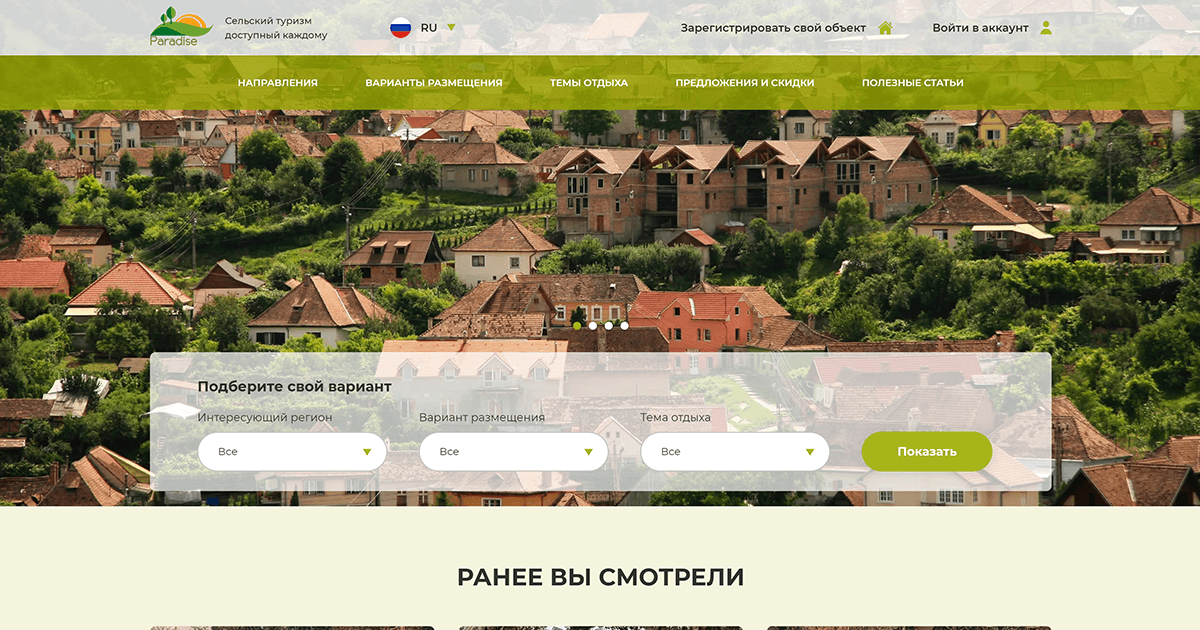 Paradise
Сельский туризм
доступный каждому
RU
Зарегистрировать свой объект
Войти в аккаунт
НАПРАВЛЕНИЯ
ВАРИАНТЫ РАЗМЕЩЕНИЯ
ТЕМЫ ОТДЫХА
ПРЕДЛОЖЕНИЯ И СКИДКИ
ПОЛЕЗНЫЕ СТАТЬИ
Подберите свой вариант
Интересующий регион
Вариант размещения
Тема отдыха
Все
Все
Все
Показать
РАНЕЕ ВЫ СМОТРЕЛИ